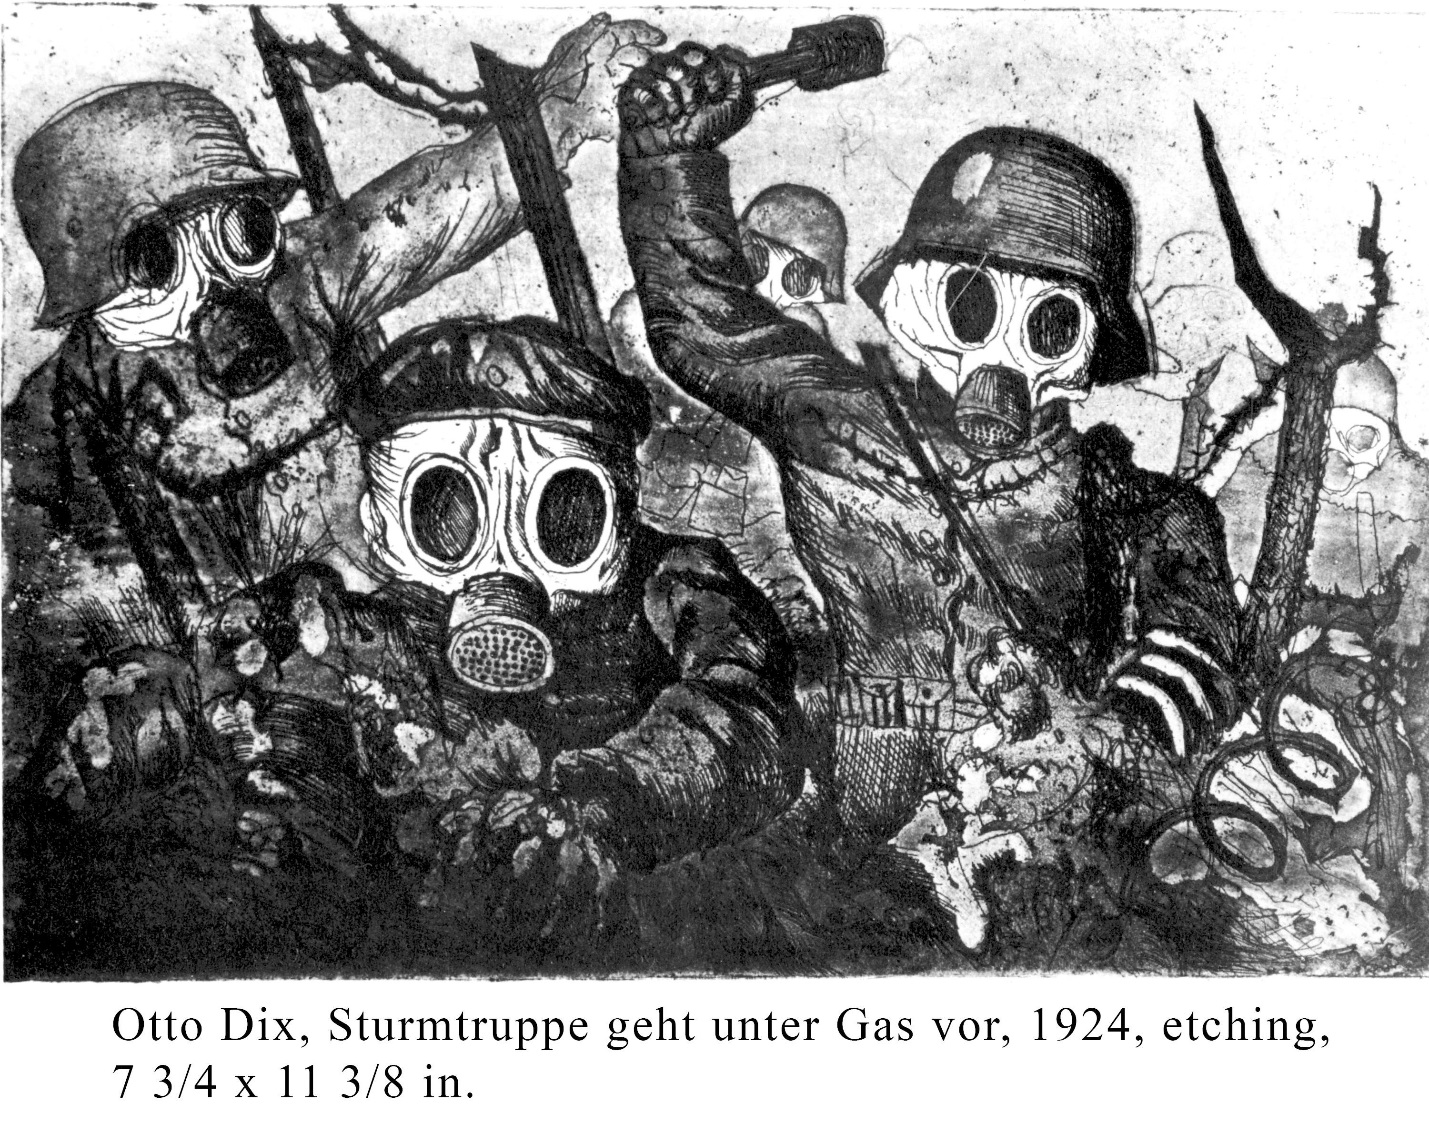 Otto Dix, Sturmtruppe geht unter Gas vor, 1924, etching,
7 3/4 x 11 3/8 in.